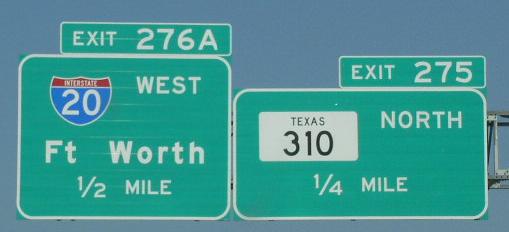 EXIT 276A
INTERSTATE
20
WEST
Ft Worth
1/2 MILE
EXIT 275
TEXAS
310
NORTH
1/4 MILE